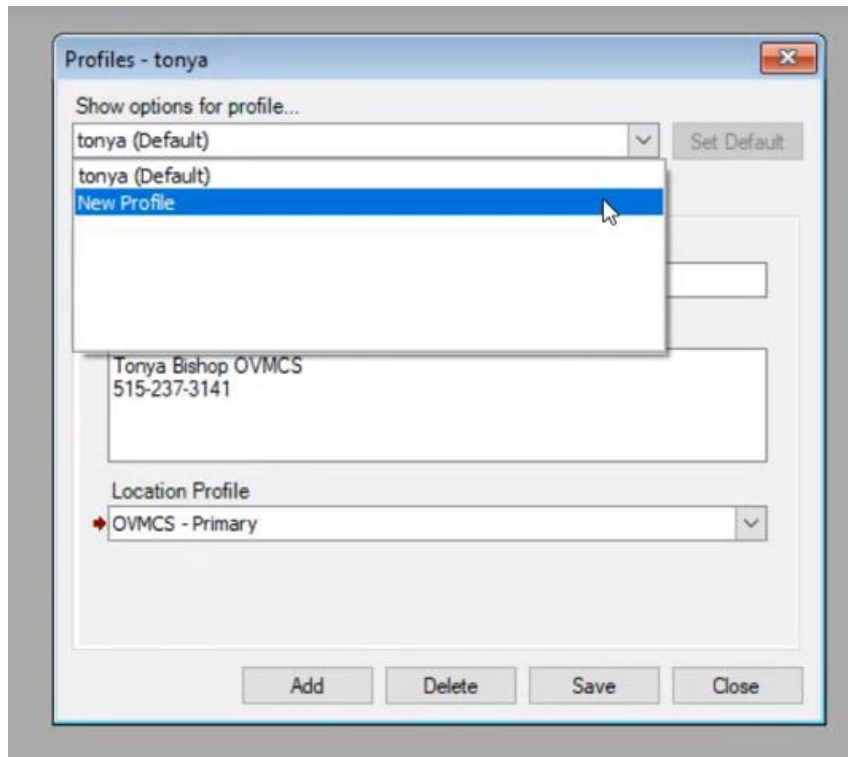 Profiles - tonya
Show options for profile...
tonya (Default)
Set Default
tonya (Default)
New Profile
Tonya Bishop OVMCS
515-237-3141
Location Profile
OVMCS - Primary
Add
Delete
Save
Close